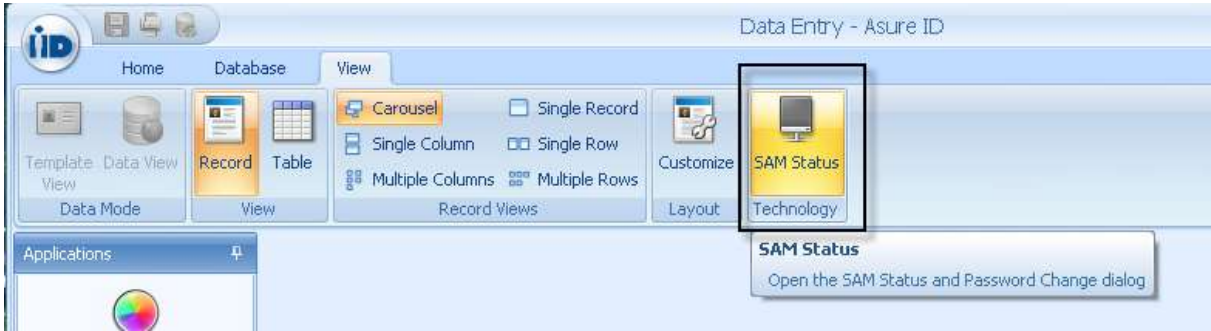 Data Entry - Asure ID
iID
Home Database View
Carousel Single Record
Single Column Single Row
Template View Data View Record Table Multiple Columns Multiple Rows Customize SAM Status
Data Mode View Record Views Layout Technology
Applications
SAM Status
Open the SAM Status and Password Change dialog